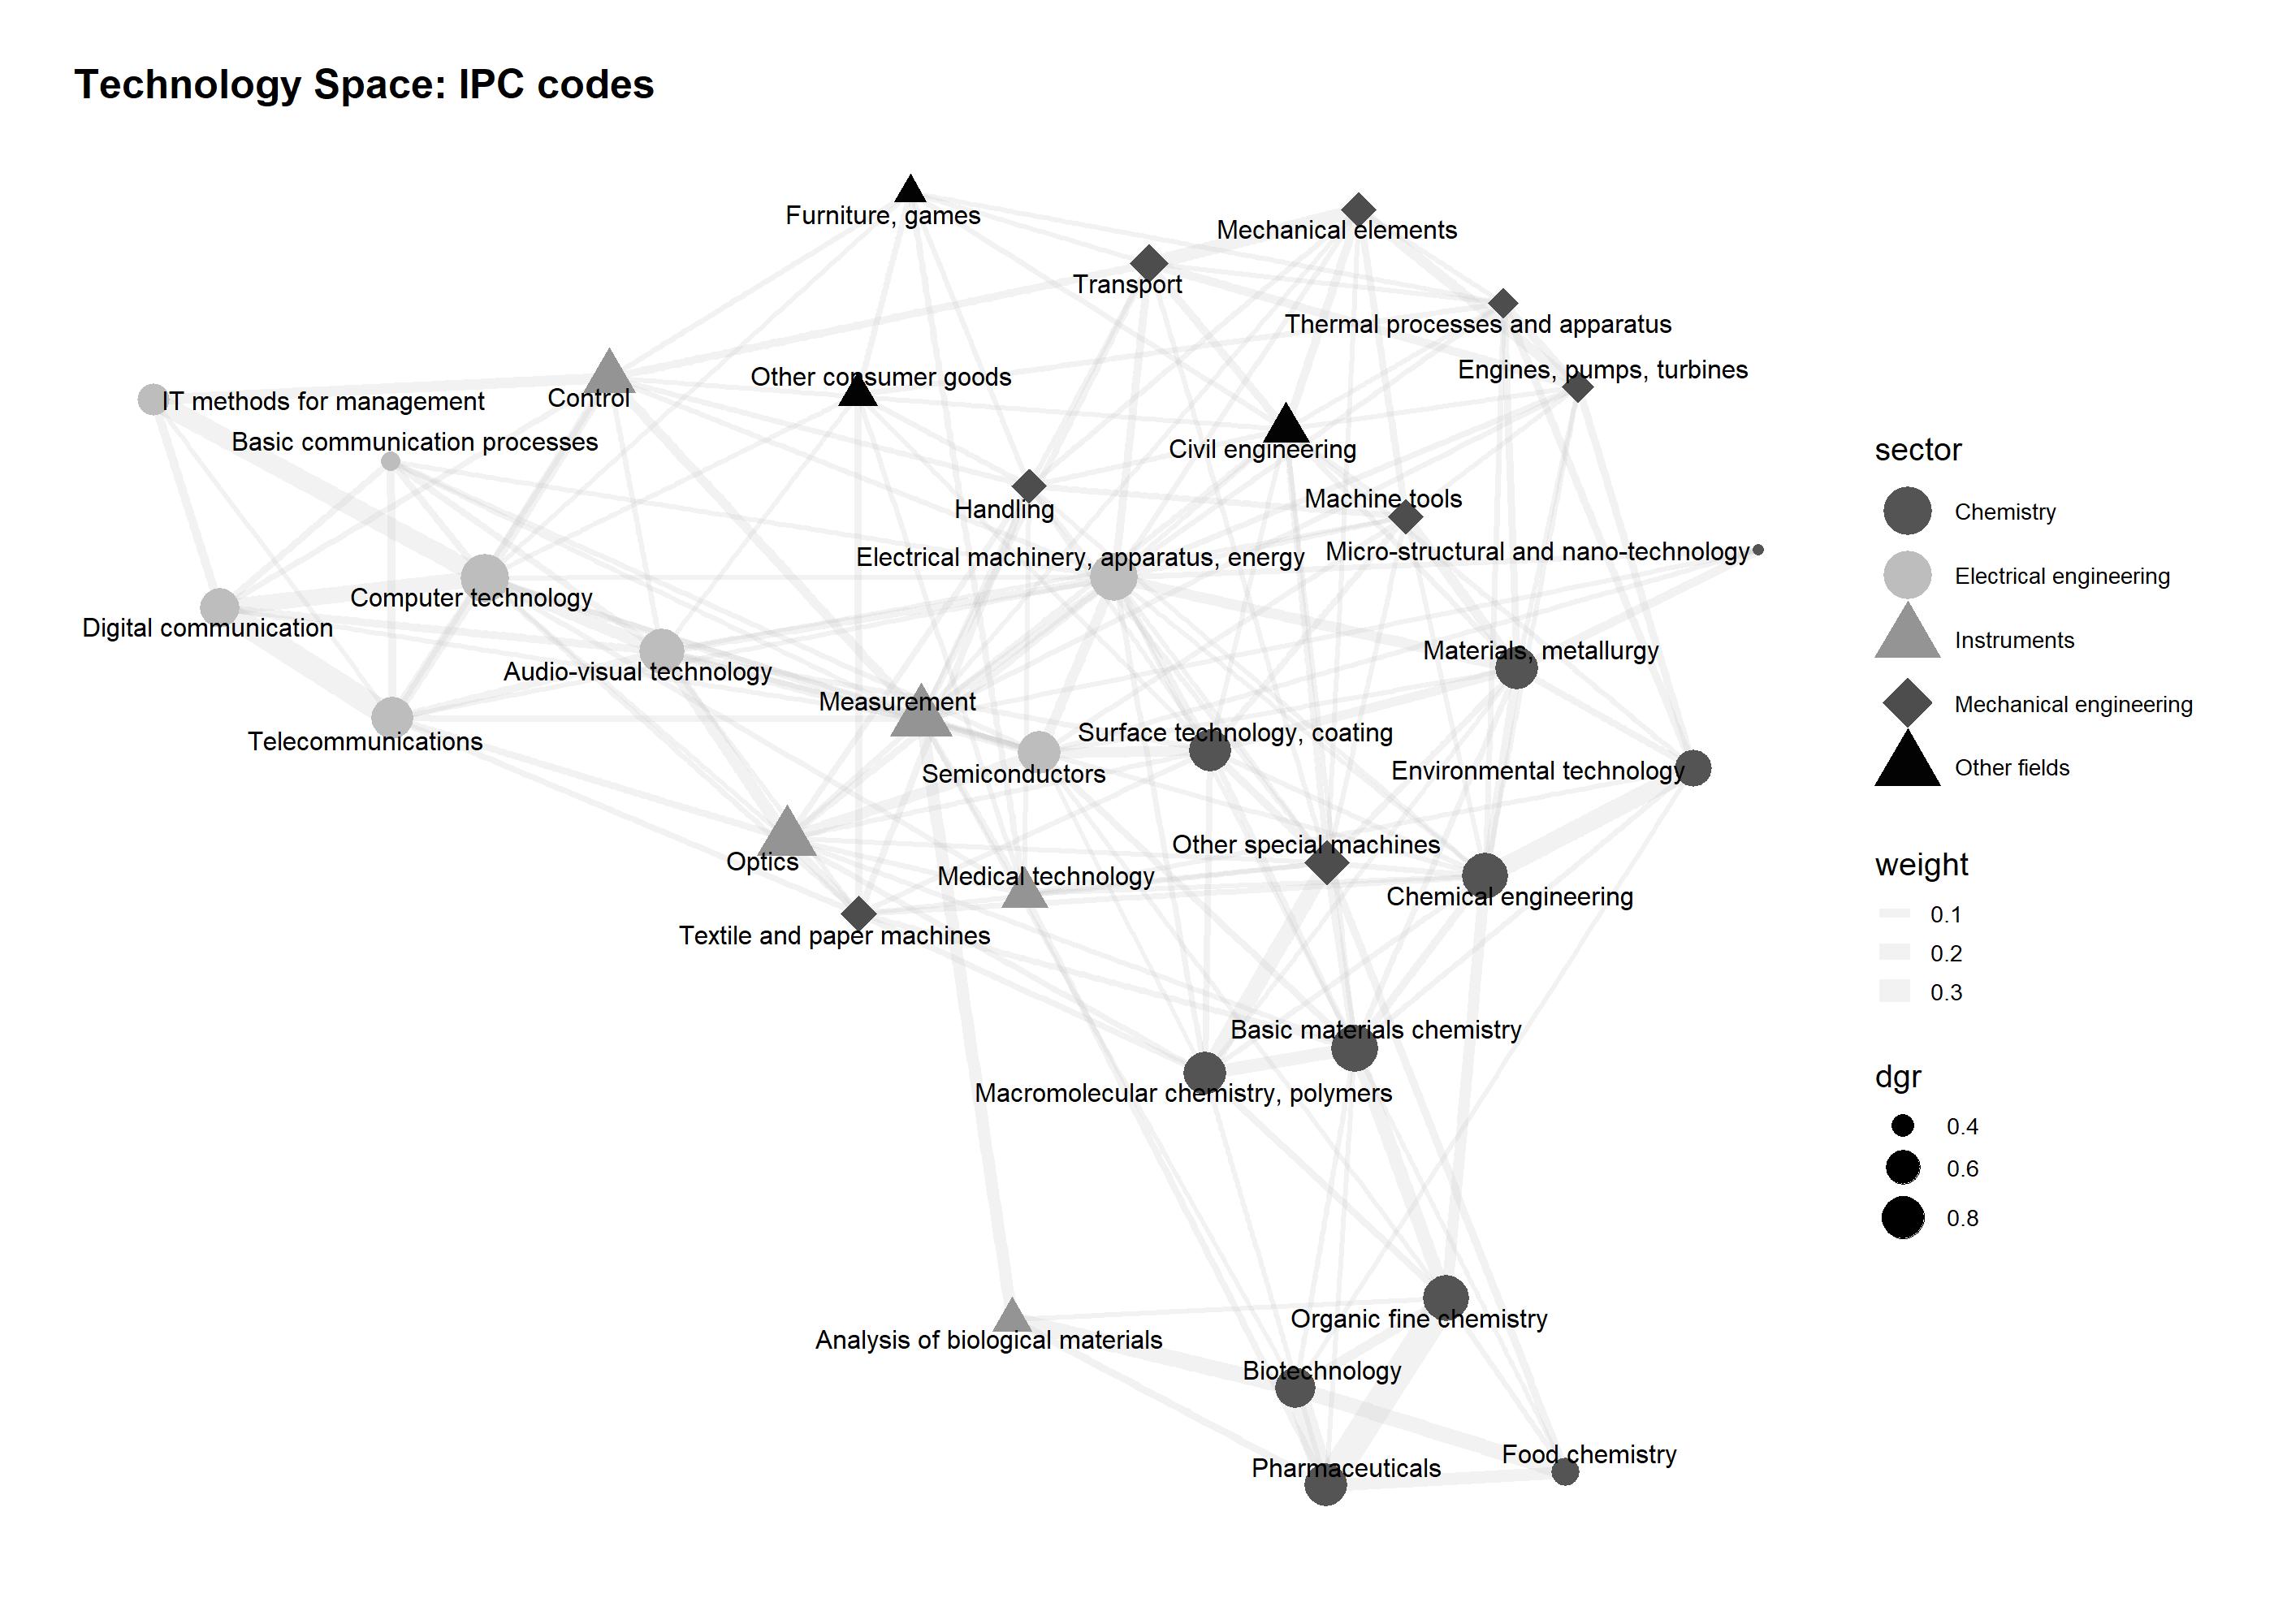 Technology Space: IPC codes
Furniture, games
Mechanical elements
Transport
Thermal processes and apparatus
Engines, pumps, turbines
Other consumer goods
Control
IT methods for management
Basic communication processes
Civil engineering
Machine tools
Handling
Electrical machinery, apparatus, energy
Micro-structural and nano-technology
Computer technology
Digital communication
Audio-visual technology
Materials, metallurgy
Measurement
Telecommunications
Surface technology, coating
Semiconductors
Environmental technology
Other special machines
Optics
Medical technology
Chemical engineering
Textile and paper machines
Basic materials chemistry
Macromolecular chemistry, polymers
Organic fine chemistry
Analysis of biological materials
Biotechnology
Food chemistry
Pharmaceuticals
sector
Chemistry
Electrical engineering
Instruments
Mechanical engineering
Other fields
weight
0.1
0.2
0.3
dgr
0.4
0.6
0.8